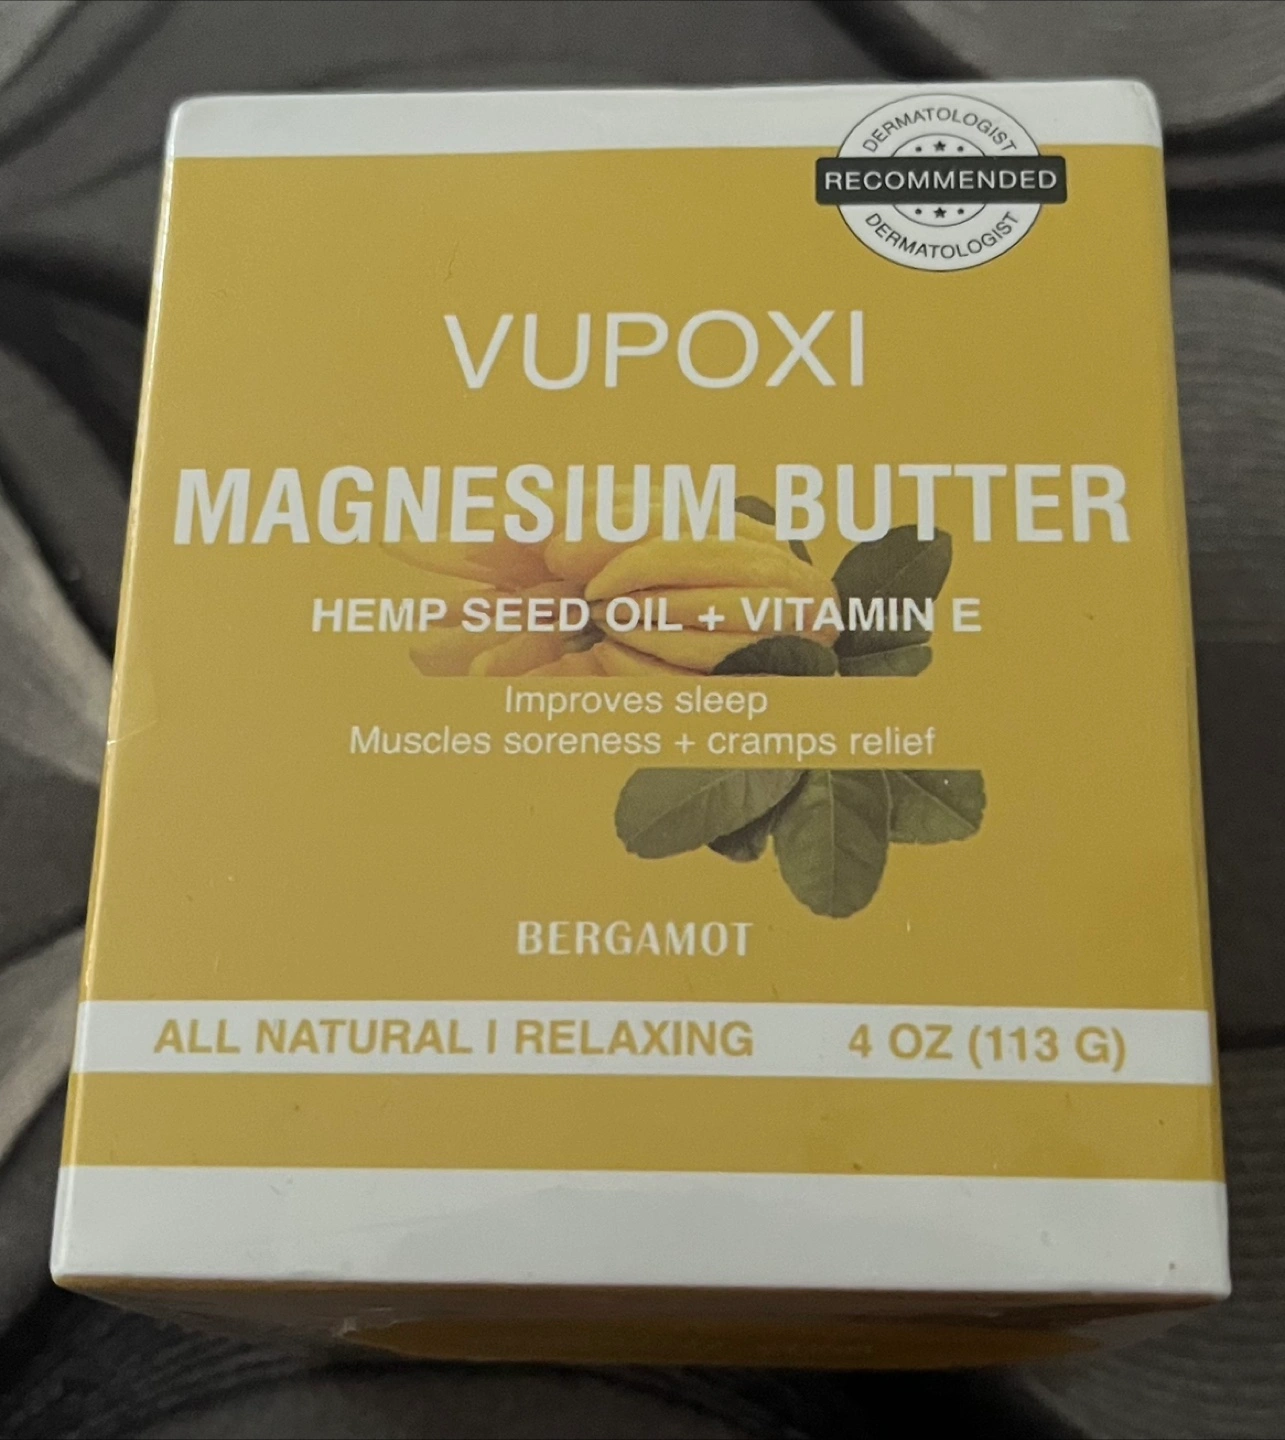 DERMATOLOGIST
RECOMMENDED
DERMATOLOGIST
VUPOXI
MAGNESIUM BUTTER
HEMP SEED OIL + VITAMIN E
Improves sleep
Muscles soreness + cramps relief
BERGAMOT
ALL NATURAL I RELAXING 4 OZ (113 G)